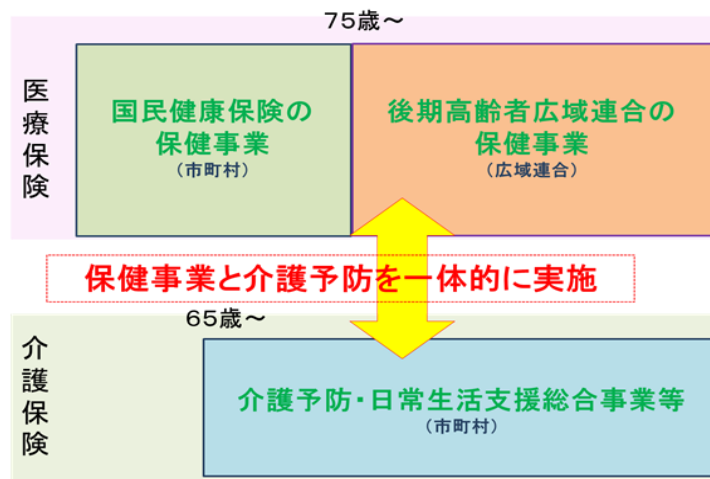 75歳～
医療保険
国民健康保険の
保健事業
（市町村）
後期高齢者広域連合の
保健事業
（広域連合）
保健事業と介護予防を一体的に実施
65歳～
介護保険
介護予防・日常生活支援総合事業等
（市町村）